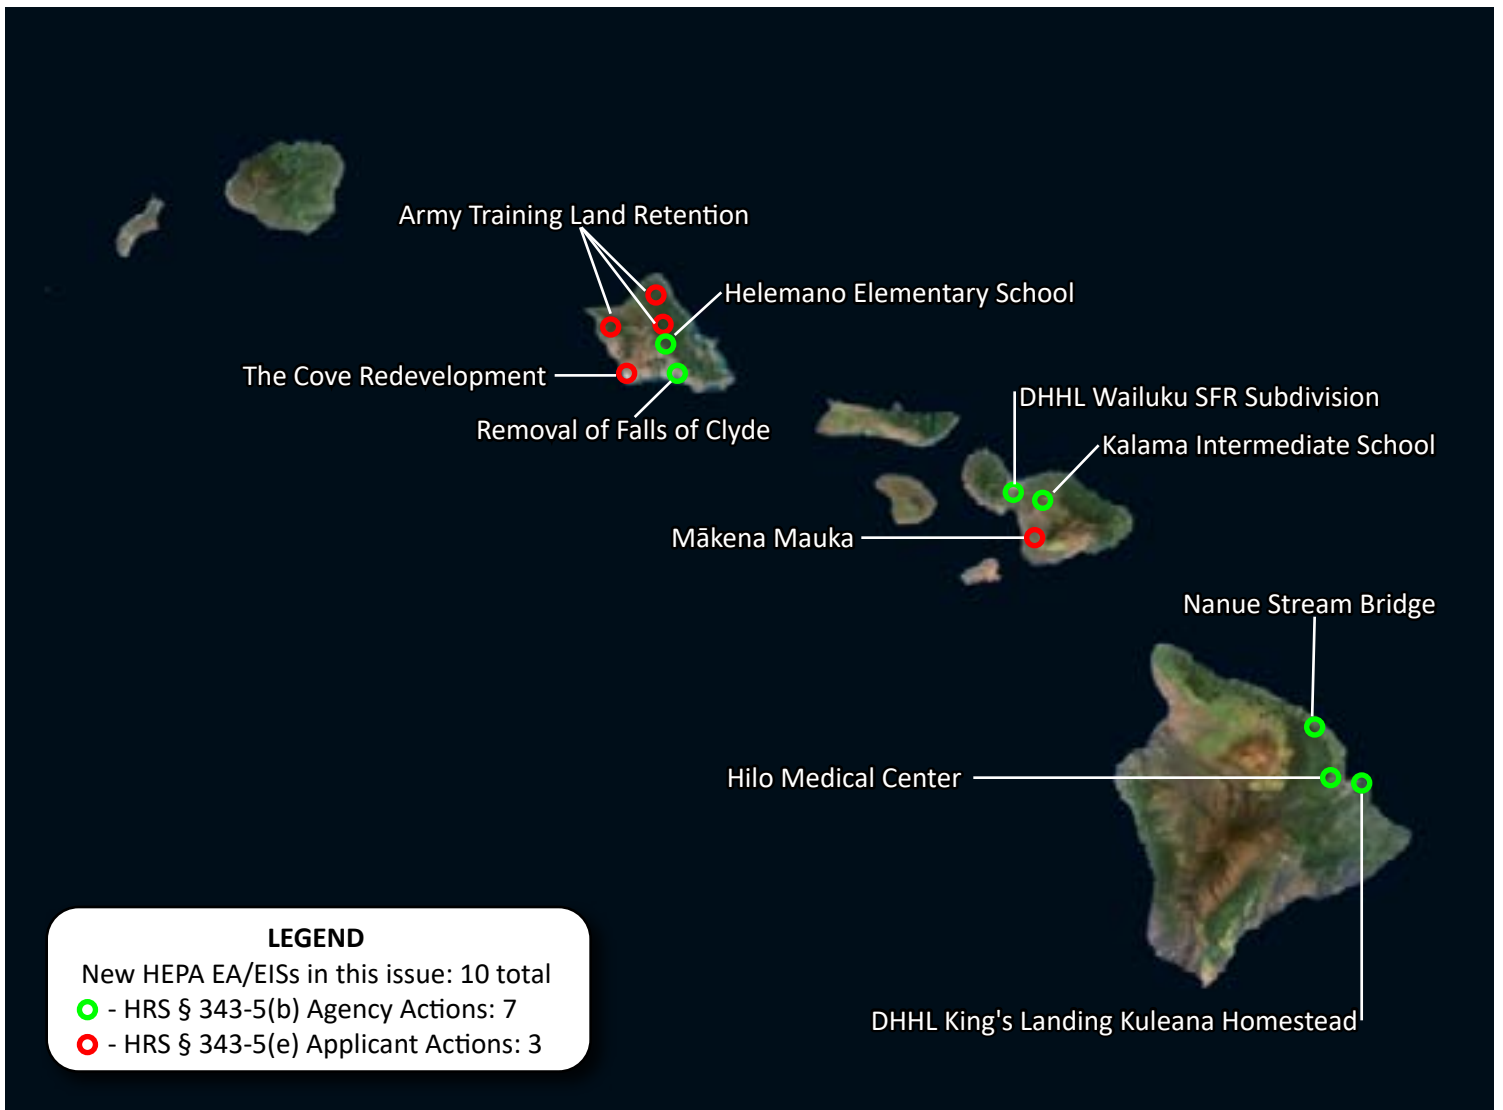 Army Training Land Retention
Helemano Elementary School
The Cove Redevelopment
Removal of Falls of Clyde
DHHL Wailuku SFR Subdivision
Kalama Intermediate School
Mākena Mauka
Nanue Stream Bridge
Hilo Medical Center
DHHL King's Landing Kuleana Homestead
LEGEND
New HEPA EA/EISs in this issue: 10 total
- HRS § 343-5(b) Agency Actions: 7
- HRS § 343-5(e) Applicant Actions: 3